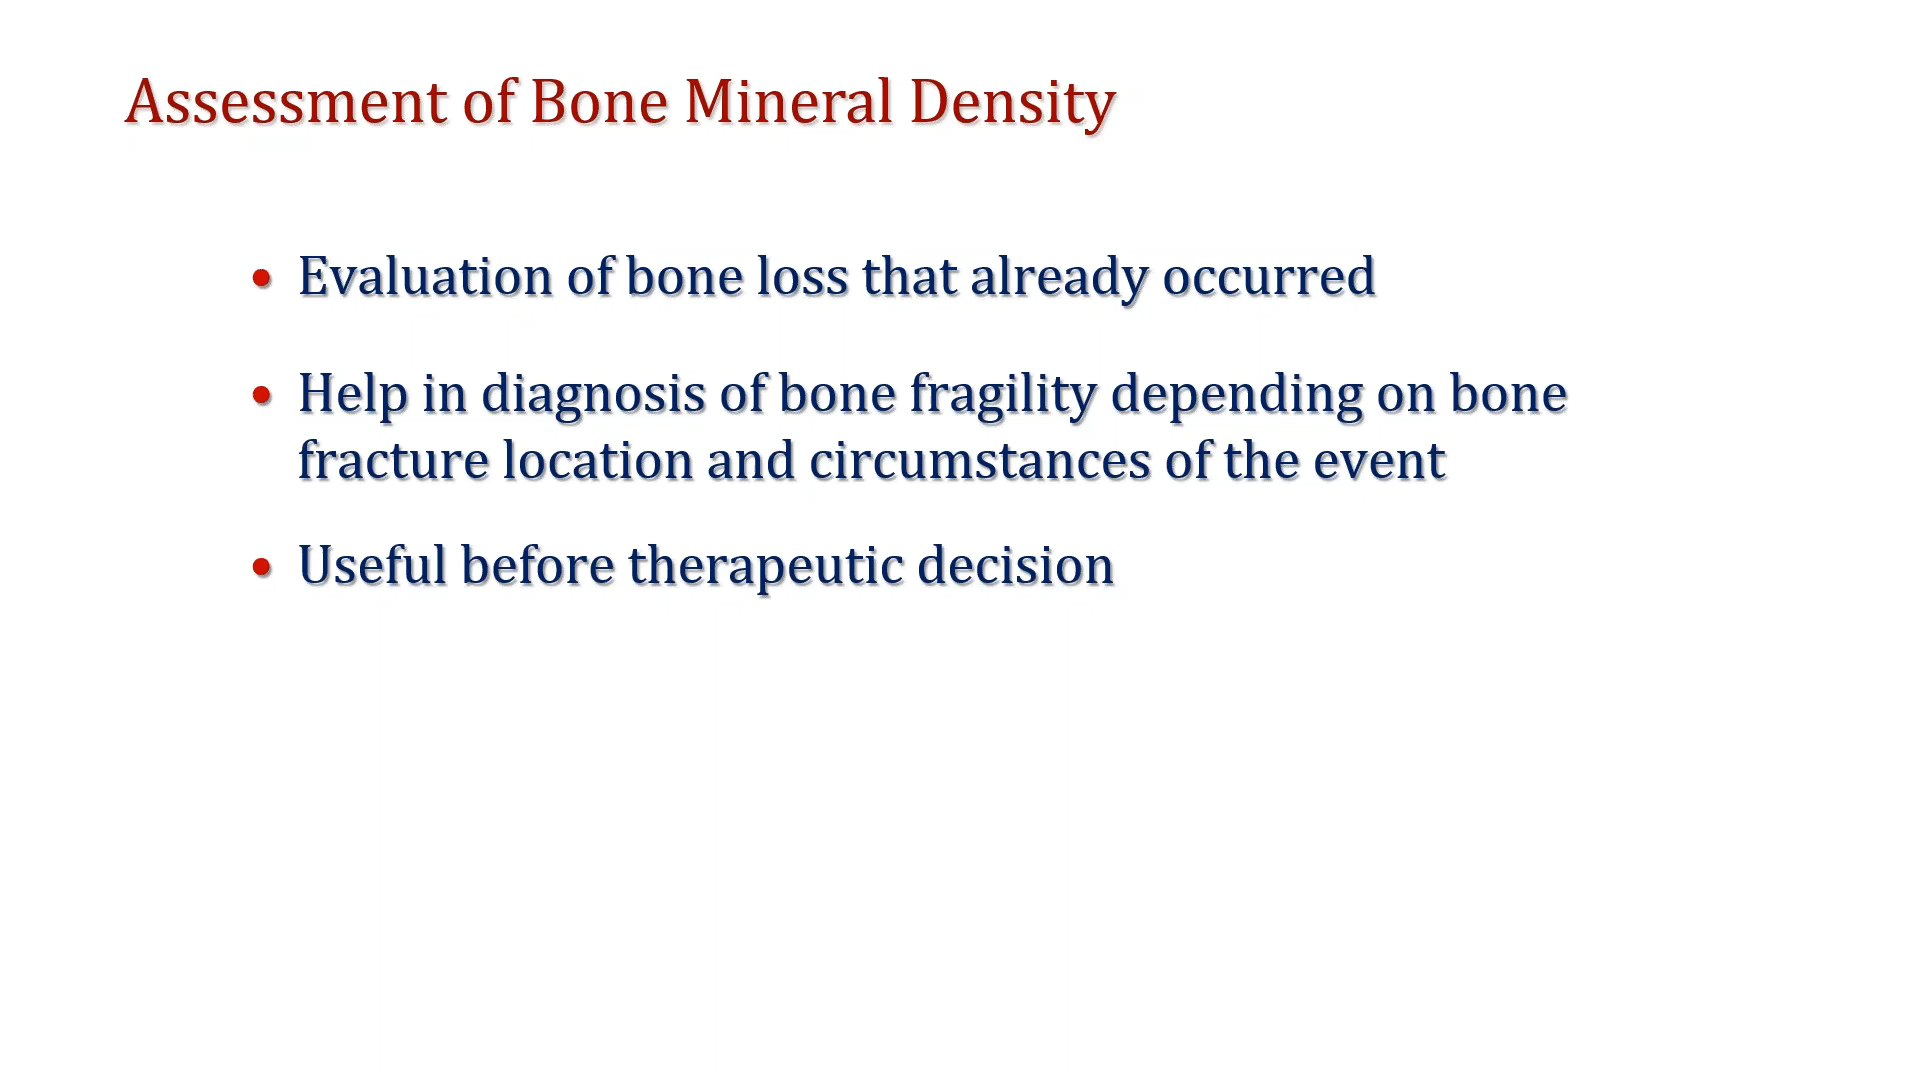 Assessment of Bone Mineral Density
• Evaluation of bone loss that already occurred
• Help in diagnosis of bone fragility depending on bone
fracture location and circumstances of the event
• Useful before therapeutic decision